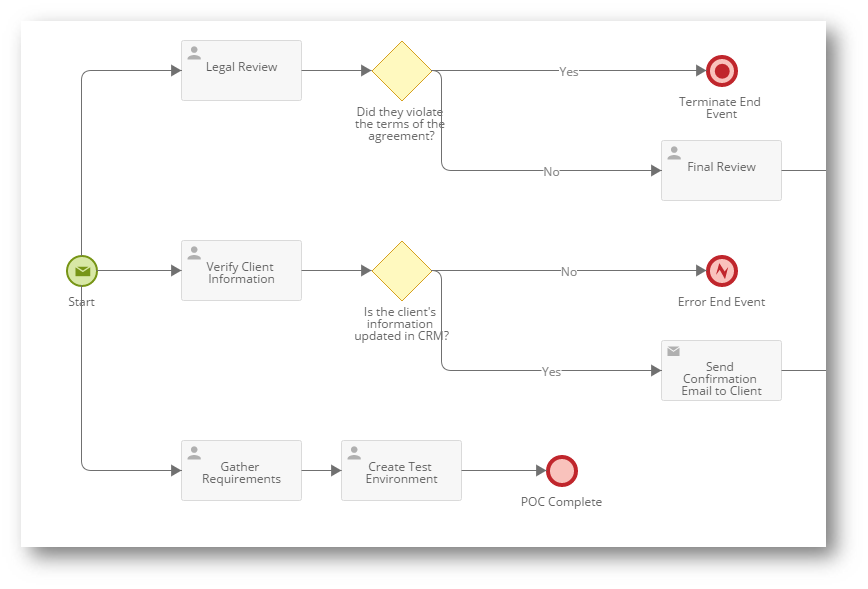 Legal Review
Yes
Terminate End
Event
Did they violate
the terms of the
agreement?
No
Final Review
Start
Verify Client
Information
No
Error End Event
Is the client's
information
updated in CRM?
Yes
Send
Confirmation
Email to Client
Gather
Requirements
Create Test
Environment
POC Complete